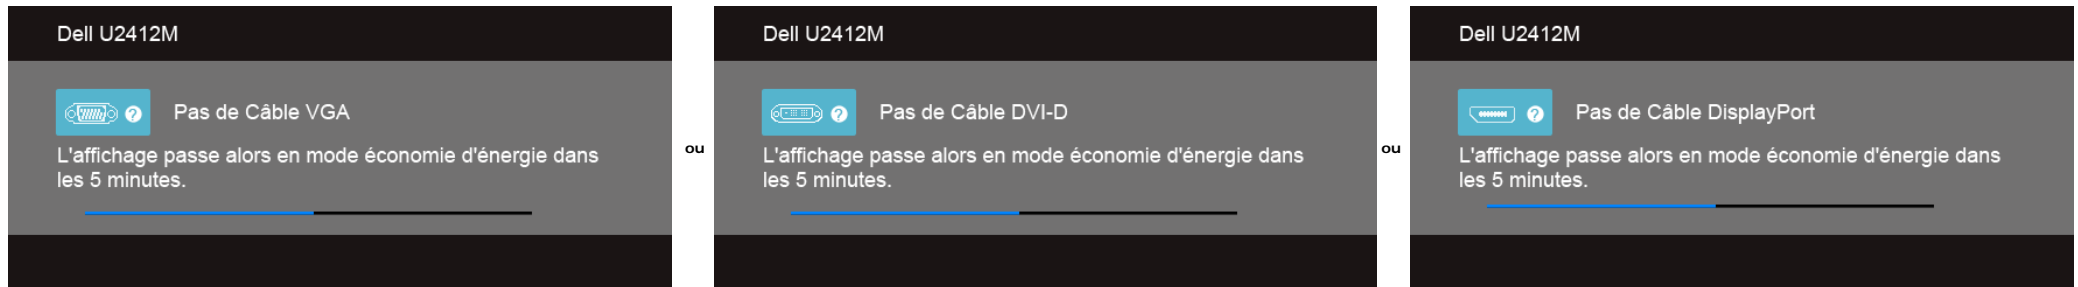 Dell U2412M
Pas de Câble VGA
L'affichage passe alors en mode économie d'énergie dans
les 5 minutes.
ou
Dell U2412M
Pas de Câble DVI-D
L'affichage passe alors en mode économie d'énergie dans
les 5 minutes.
ou
Dell U2412M
Pas de Câble DisplayPort
L'affichage passe alors en mode économie d'énergie dans
les 5 minutes.